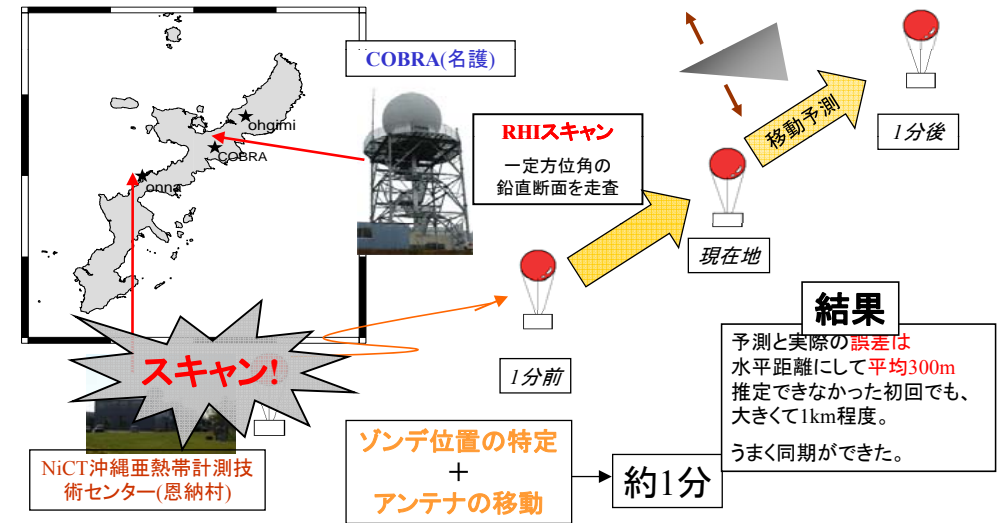 ohgimi
COBRA
onna
COBRA(名護)
RHIスキャン
一定方位角の
鉛直断面を走査
移動予測
1分後
現在地
1分前
スキャン!
NiCT沖縄亜熱帯計測技
術センター(恩納村)
ゾンデ位置の特定
+
アンテナの移動
約1分
結果
予測と実際の誤差は
水平距離にして平均300m
推定できなかった初回でも、
大きくて1km程度。
うまく同期ができた。